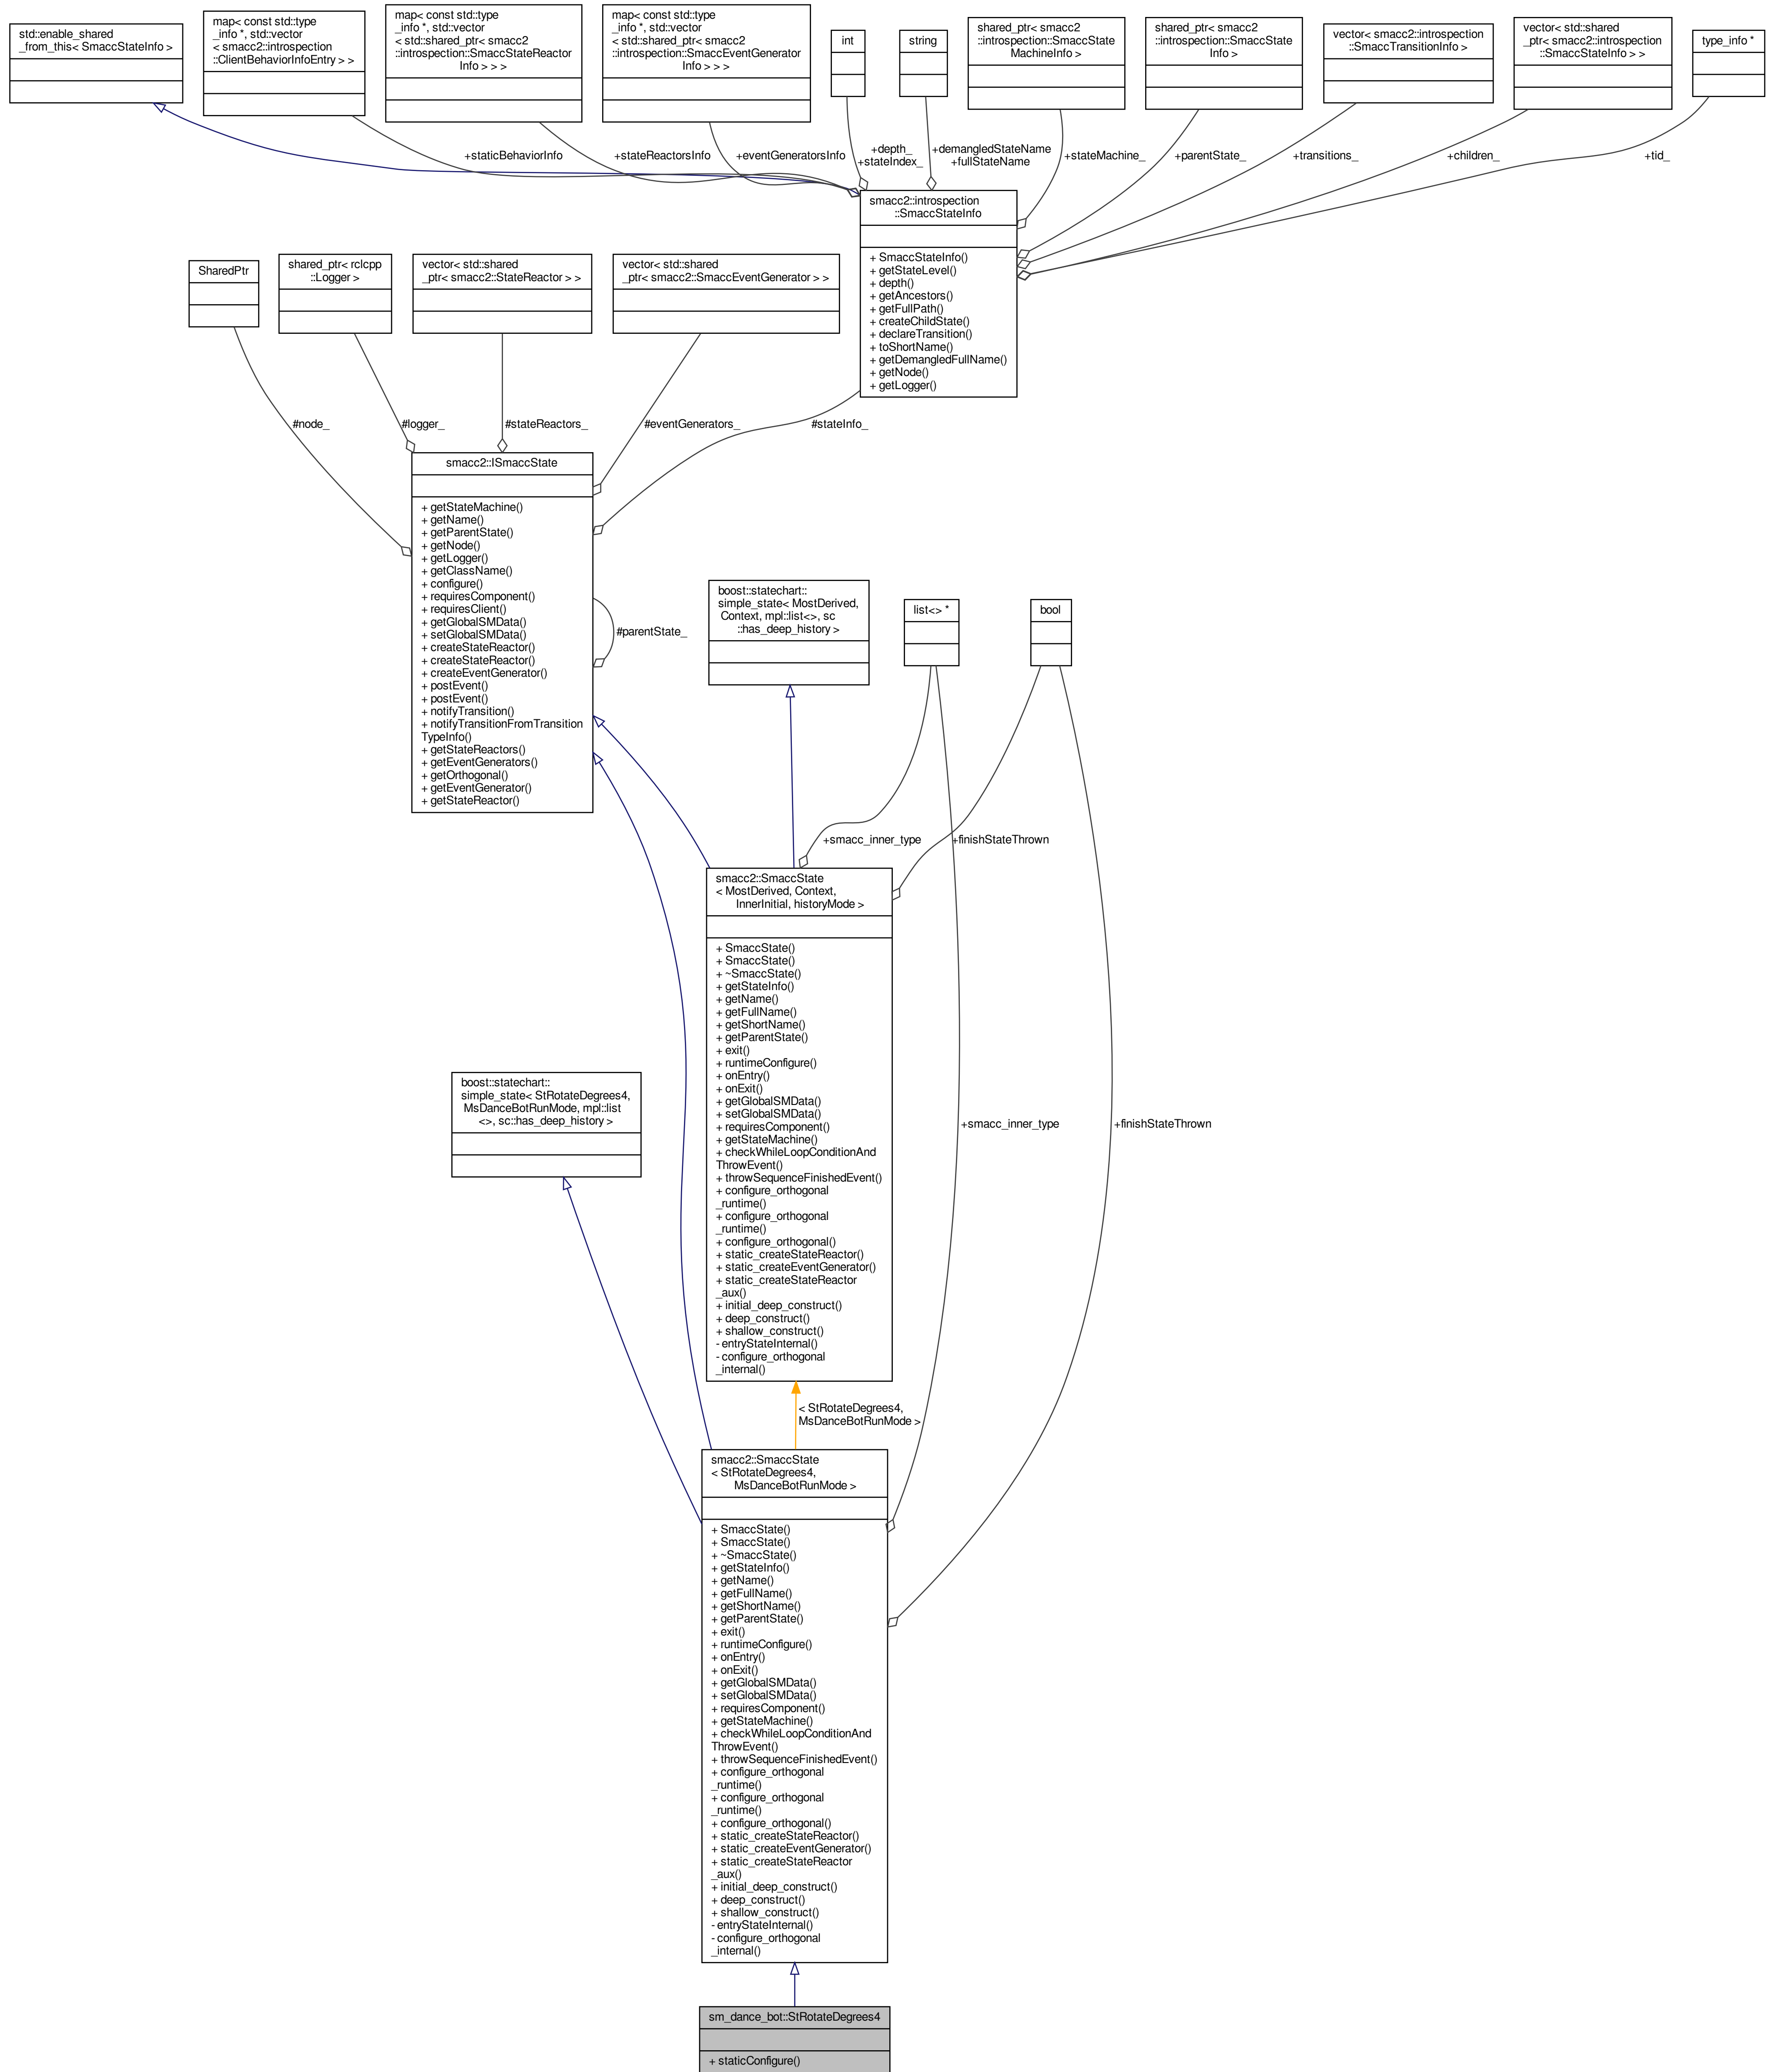 std::enable_shared
_from_this< SmaccStateInfo >
map< const std::type
_info *, std::vector
< smacc2::introspection
::ClientBehaviorInfoEntry > >
map< const std::type
_info *, std::vector
< std::shared_ptr< smacc2
::introspection::SmaccStateReactor
Info > > >
map< const std::type
_info *, std::vector
< std::shared_ptr< smacc2
::introspection::SmaccEventGenerator
Info > > >
int
string
shared_ptr< smacc2
::introspection::SmaccState
MachineInfo >
shared_ptr< smacc2
::introspection::SmaccState
Info >
vector< smacc2::introspection
::SmaccTransitionInfo >
vector< std::shared
_ptr< smacc2::introspection
::SmaccStateInfo > >
type_info *
+staticBehaviorInfo
+stateReactorsInfo
+eventGeneratorsInfo
+depth_
+stateIndex_
+demangledStateName
+fullStateName
+stateMachine_
+parentState_
+transitions_
+children_
+tid_
smacc2::introspection
::SmaccStateInfo
+ SmaccStateInfo()
+ getStateLevel()
+ depth()
+ getAncestors()
+ getFullPath()
+ createChildState()
+ declareTransition()
+ toShortName()
+ getDemangledFullName()
+ getNode()
+ getLogger()
SharedPtr
shared_ptr< rclcpp
::Logger >
vector< std::shared
_ptr< smacc2::StateReactor > >
vector< std::shared
_ptr< smacc2::SmaccEventGenerator > >
#node_
#logger_
#stateReactors_
#eventGenerators_
#stateInfo_
smacc2::ISmaccState
+ getStateMachine()
+ getName()
+ getParentState()
+ getNode()
+ getLogger()
+ getClassName()
+ configure()
+ requiresComponent()
+ requiresClient()
+ getGlobalSMData()
+ setGlobalSMData()
+ createStateReactor()
+ createStateReactor()
+ createEventGenerator()
+ postEvent()
+ postEvent()
+ notifyTransition()
+ notifyTransitionFromTransition
TypeInfo()
+ getStateReactors()
+ getEventGenerators()
+ getOrthogonal()
+ getEventGenerator()
+ getStateReactor()
#parentState_
boost::statechart::
simple_state< MostDerived,
Context, mpl::list<>, sc
::has_deep_history >
list<> *
bool
+smacc_inner_type
+finishStateThrown
smacc2::SmaccState
< MostDerived, Context,
InnerInitial, historyMode >
+ SmaccState()
+ SmaccState()
+ ~SmaccState()
+ getStateInfo()
+ getName()
+ getFullName()
+ getShortName()
+ getParentState()
+ exit()
+ runtimeConfigure()
+ onEntry()
+ onExit()
+ getGlobalSMData()
+ setGlobalSMData()
+ requiresComponent()
+ getStateMachine()
+ checkWhileLoopConditionAnd
ThrowEvent()
+ throwSequenceFinishedEvent()
+ configure_orthogonal
_runtime()
+ configure_orthogonal
_runtime()
+ configure_orthogonal()
+ static_createStateReactor()
+ static_createEventGenerator()
+ static_createStateReactor
_aux()
+ initial_deep_construct()
+ deep_construct()
+ shallow_construct()
- entryStateInternal()
- configure_orthogonal
_internal()
boost::statechart::
simple_state< StRotateDegrees4,
MsDanceBotRunMode, mpl::list
<>, sc::has_deep_history >
+smacc_inner_type
+finishStateThrown
< StRotateDegrees4,
MsDanceBotRunMode >
smacc2::SmaccState
< StRotateDegrees4,
MsDanceBotRunMode >
+ SmaccState()
+ SmaccState()
+ ~SmaccState()
+ getStateInfo()
+ getName()
+ getFullName()
+ getShortName()
+ getParentState()
+ exit()
+ runtimeConfigure()
+ onEntry()
+ onExit()
+ getGlobalSMData()
+ setGlobalSMData()
+ requiresComponent()
+ getStateMachine()
+ checkWhileLoopConditionAnd
ThrowEvent()
+ throwSequenceFinishedEvent()
+ configure_orthogonal
_runtime()
+ configure_orthogonal
_runtime()
+ configure_orthogonal()
+ static_createStateReactor()
+ static_createEventGenerator()
+ static_createStateReactor
_aux()
+ initial_deep_construct()
+ deep_construct()
+ shallow_construct()
- entryStateInternal()
- configure_orthogonal
_internal()
sm_dance_bot::StRotateDegrees4
+ staticConfigure()